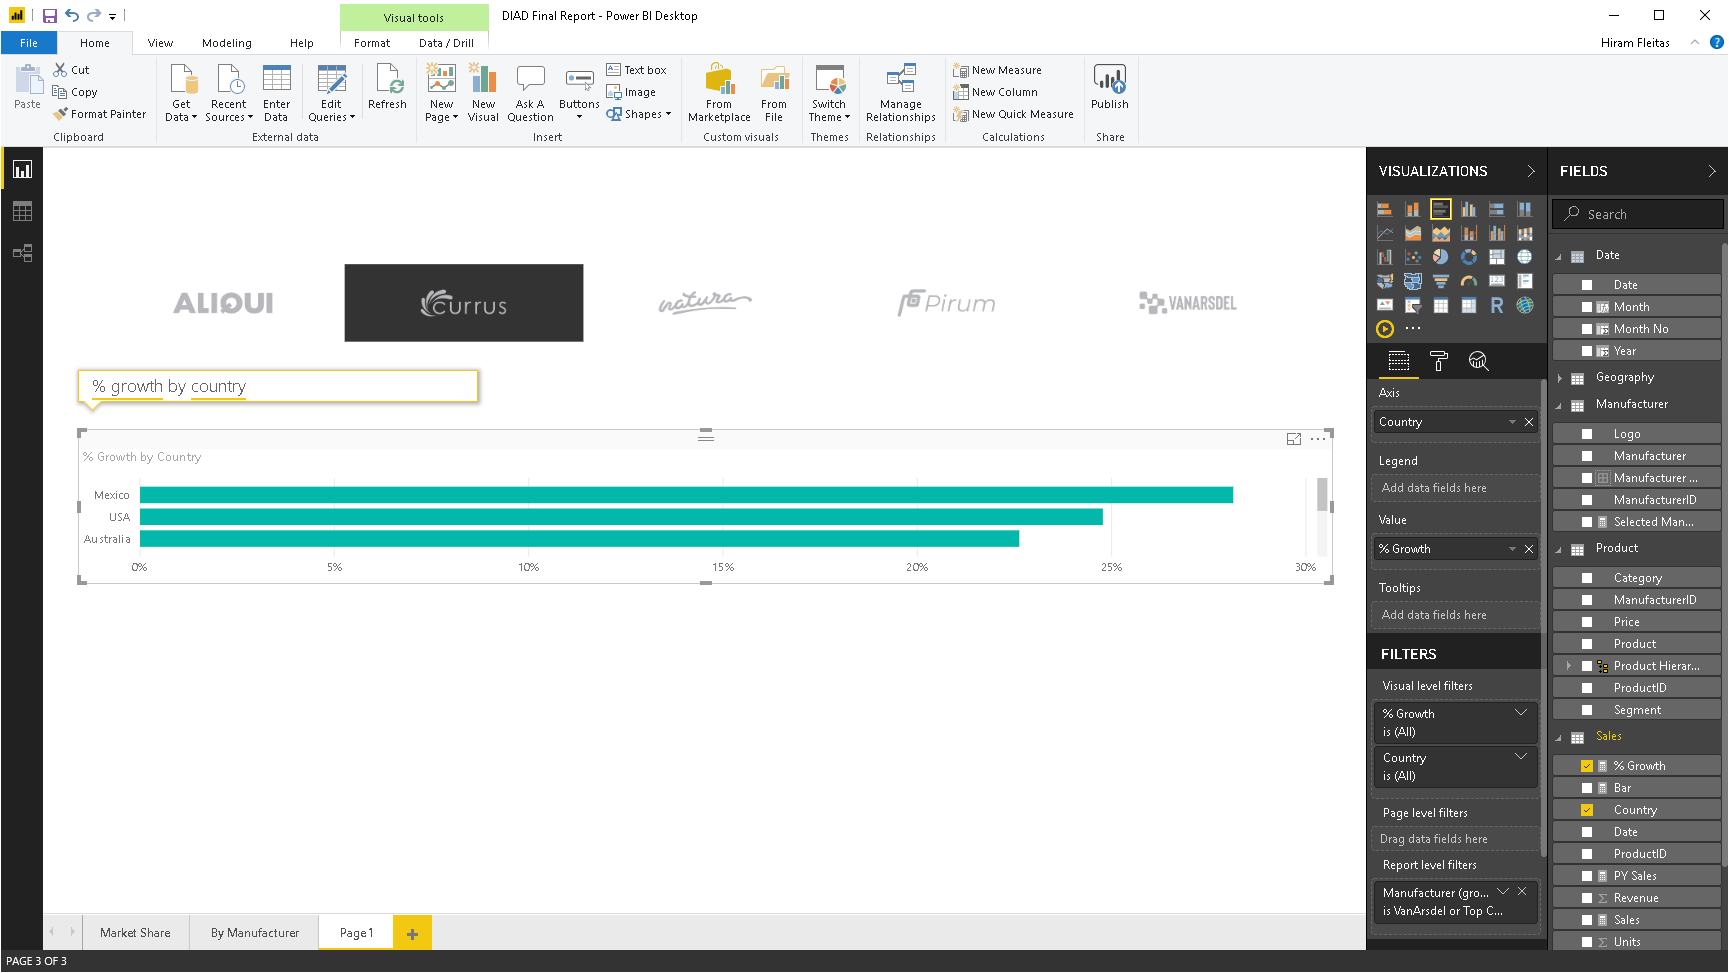 Visual tools
DIAD Final Report - Power BI Desktop
File
Home
View
Modeling
Help
Format
Data / Drill
Hiram Fleitas
?
Paste
Cut
Copy
Format Painter
Clipboard
Get Data
Recent Sources
Enter Data
Edit Queries
Refresh
External data
New Page
New Visual
Ask A Question
Buttons
Text box
Image
Shapes
Insert
From Marketplace
From File
Custom visuals
Switch Theme
Themes
Manage Relationships
Relationships
New Measure
New Column
New Quick Measure
Calculations
Publish
Share
ALIQUI
currus
natura
Pirum
VANARSDEL
% growth by country
% Growth by Country
Mexico
USA
Australia
0%
5%
10%
15%
20%
25%
30%
VISUALIZATIONS
R
Axis
Country
Legend
Add data fields here
Value
% Growth
Tooltips
Add data fields here
FILTERS
Visual level filters
% Growth
is (All)
Country
is (All)
Page level filters
Drag data fields here
Report level filters
Manufacturer (gro...
is VanArsdel or Top C...
FIELDS
Search
Date
Date
Month
Month No
Year
Geography
Manufacturer
Logo
Manufacturer
Manufacturer ...
ManufacturerID
Selected Man...
Product
Category
ManufacturerID
Price
Product
Product Hierar...
ProductID
Segment
Sales
% Growth
Bar
Country
Date
ProductID
PY Sales
Revenue
Sales
Units
Market Share
By Manufacturer
Page 1
PAGE 3 OF 3